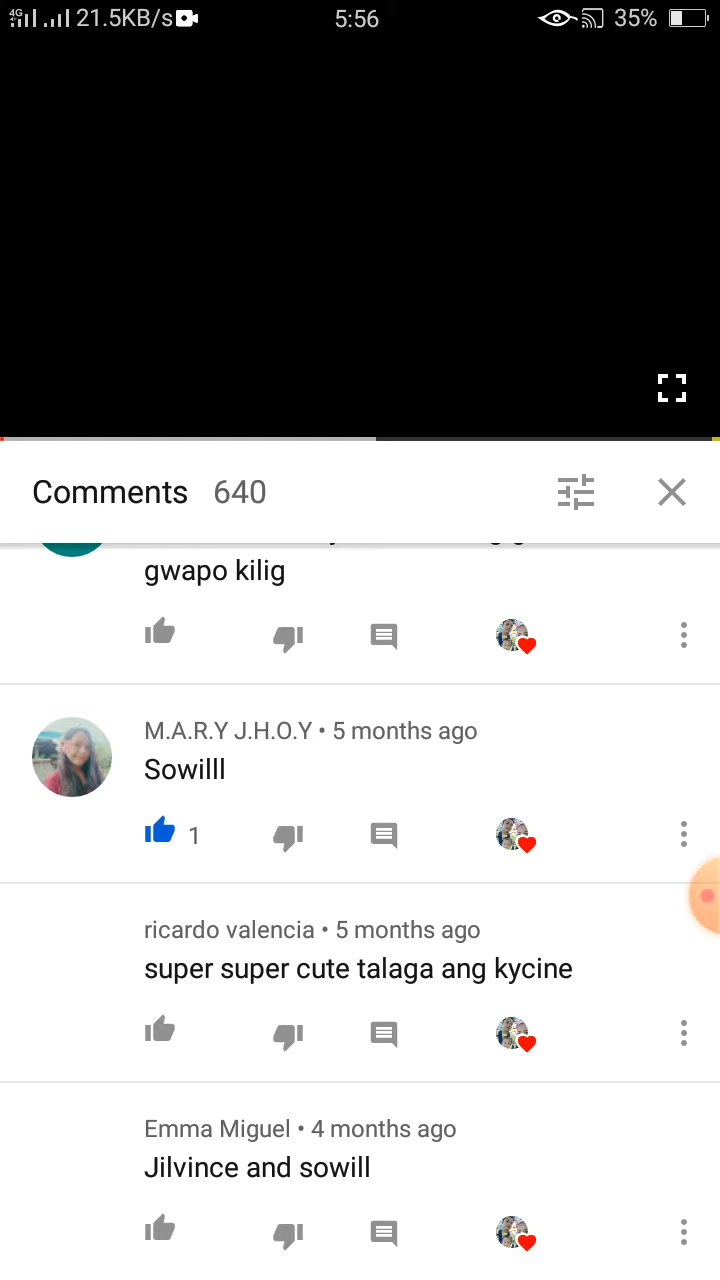 4G 21.5KB/s 5:56 35%
Comments 640
gwapo kilig
M.A.R.Y J.H.O.Y • 5 months ago
Sowilll
1
ricardo valencia • 5 months ago
super super cute talaga ang kycine
Emma Miguel • 4 months ago
Jilvince and sowill